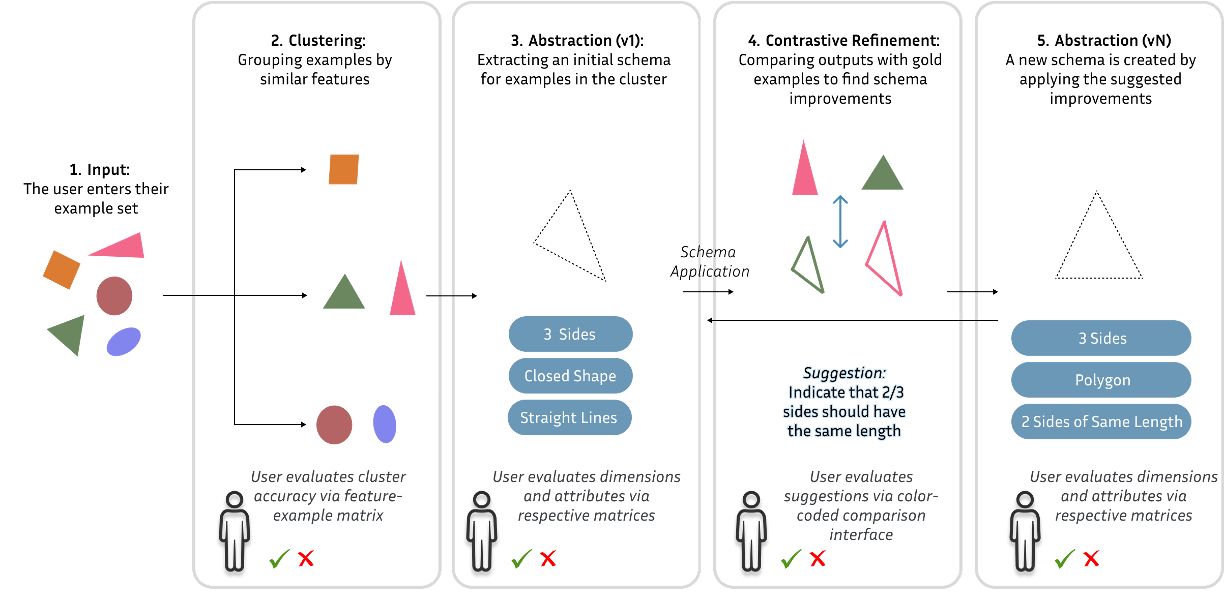 1. Input:
The user enters their
example set
2. Clustering:
Grouping examples by
similar features
User evaluates cluster
accuracy via feature-
example matrix
3. Abstraction (v1):
Extracting an initial schema
for examples in the cluster
3 Sides
Closed Shape
Straight Lines
User evaluates dimensions
and attributes via
respective matrices
Schema
Application
4. Contrastive Refinement:
Comparing outputs with gold
examples to find schema
improvements
Suggestion:
Indicate that 2/3
sides should have
the same length
User evaluates
suggestions via color-
coded comparison
interface
5. Abstraction (vN)
A new schema is created by
applying the suggested
improvements
3 Sides
Polygon
2 Sides of Same Length
User evaluates dimensions
and attributes via
respective matrices